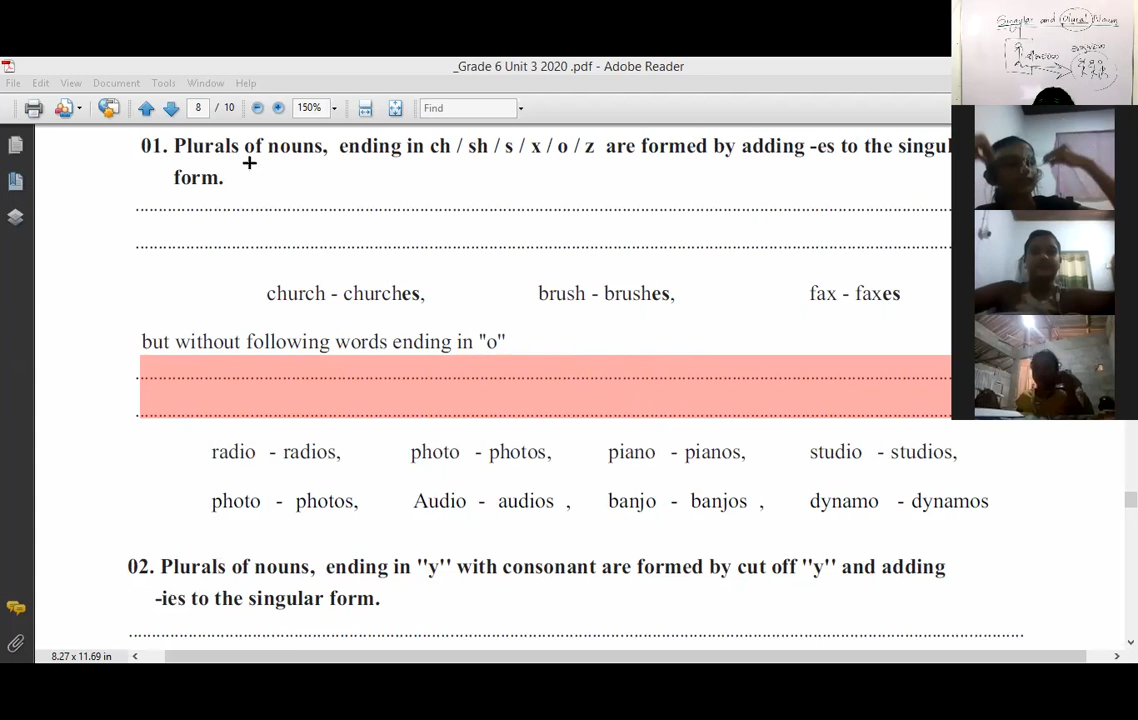 _Grade 6 Unit 3 2020 .pdf - Adobe Reader
File Edit View Document Tools Window Help
8 / 10 150% Find
Singular and Plural Noun
01. Plurals of nouns, ending in ch / sh / s / x / o / z are formed by adding -es to the singul
form.
church - churches, brush - brushes, fax - faxes
but without following words ending in "o"
radio - radios, photo - photos, piano - pianos, studio - studios,
photo - photos, Audio - audios , banjo - banjos , dynamo - dynamos
02. Plurals of nouns, ending in "y" with consonant are formed by cut off "y" and adding
-ies to the singular form.
8.27 x 11.69 in